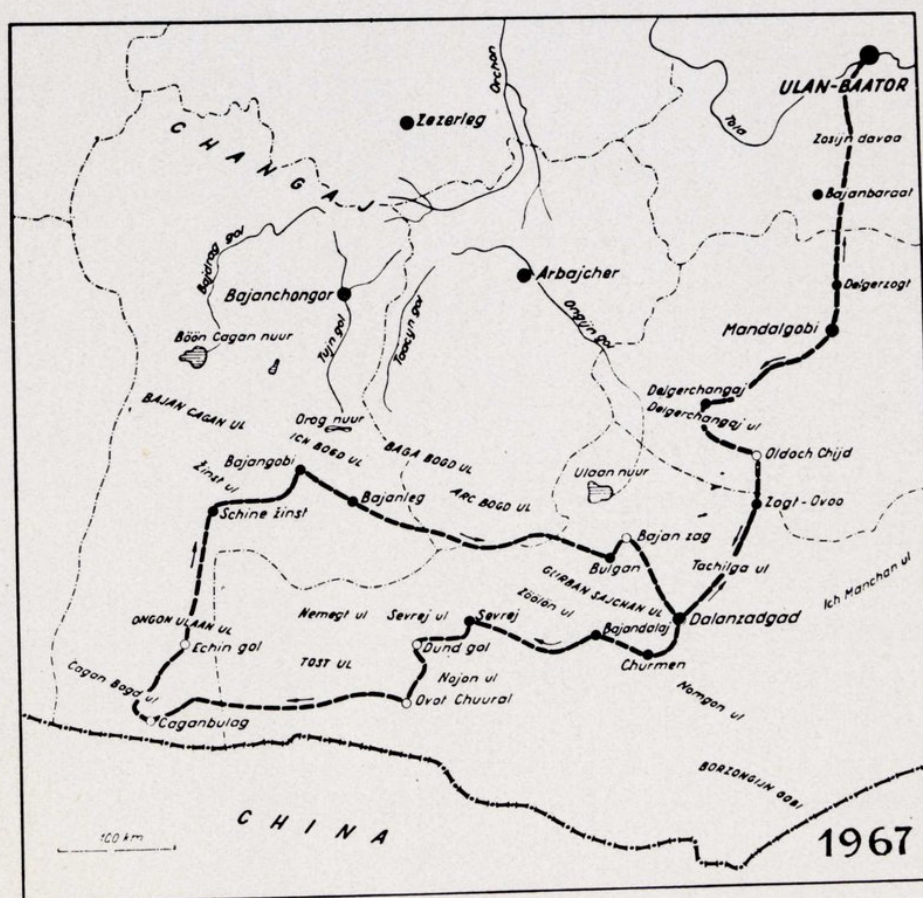 ULAN-BAATOR
Orchon
Zezerleg
Tola
Zosijn davaa
CHANGAJ
Bajanbaraat
Bajdrag gol
Arbajcher
Delgerzogt
Bajanchongor
Tujn gol
Taacyn gol
Ongijn gol
Mandalgobi
Böön Cagan nuur
Delgerchangaj
Delgerchangaj ul
BAJAN CAGAN UL
Orog nuur
ICH BOGD UL
BAGA BOGD UL
Oldoch Chijd
Ulaan nuur
Bajangobi
Žinst ul
Bajanleg
ARC BOGD UL
Zogt-Ovoo
Schine žinst
Bajan zag
Bulgan
Tachilga ul
GURBAN SAJCHAN UL
Zöölön ul
Ich Manchan ul
ONGON ULAAN UL
Nemegt ul
Sevrej ul
Sevrej
Dalanzadgad
Bajandalaj
Echin gol
Dund gol
TOST UL
Churmen
Cagan Bogd ul
Nojon ul
Nomgon ul
Ovot Chuural
Caganbulag
BORZONGIJN GOBI
CHINA
100 km
1967